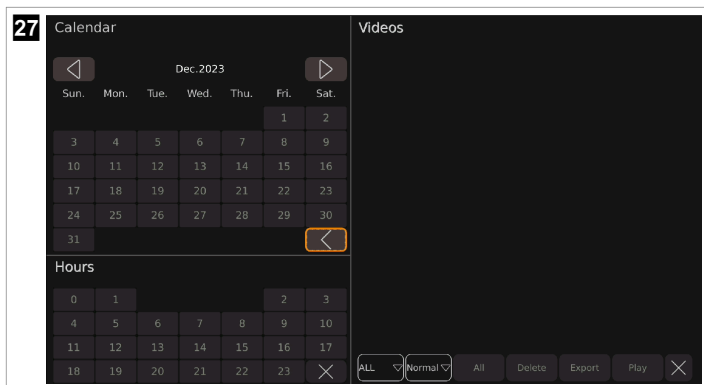 27
Calendar
Dec.2023
Sun. Mon. Tue. Wed. Thu. Fri. Sat.
1 2
3 4 5 6 7 8 9
10 11 12 13 14 15 16
17 18 19 20 21 22 23
24 25 26 27 28 29 30
31
Hours
0 1 2 3
4 5 6 7 8 9 10
11 12 13 14 15 16 17
18 19 20 21 22 23
Videos
ALL Normal All Delete Export Play